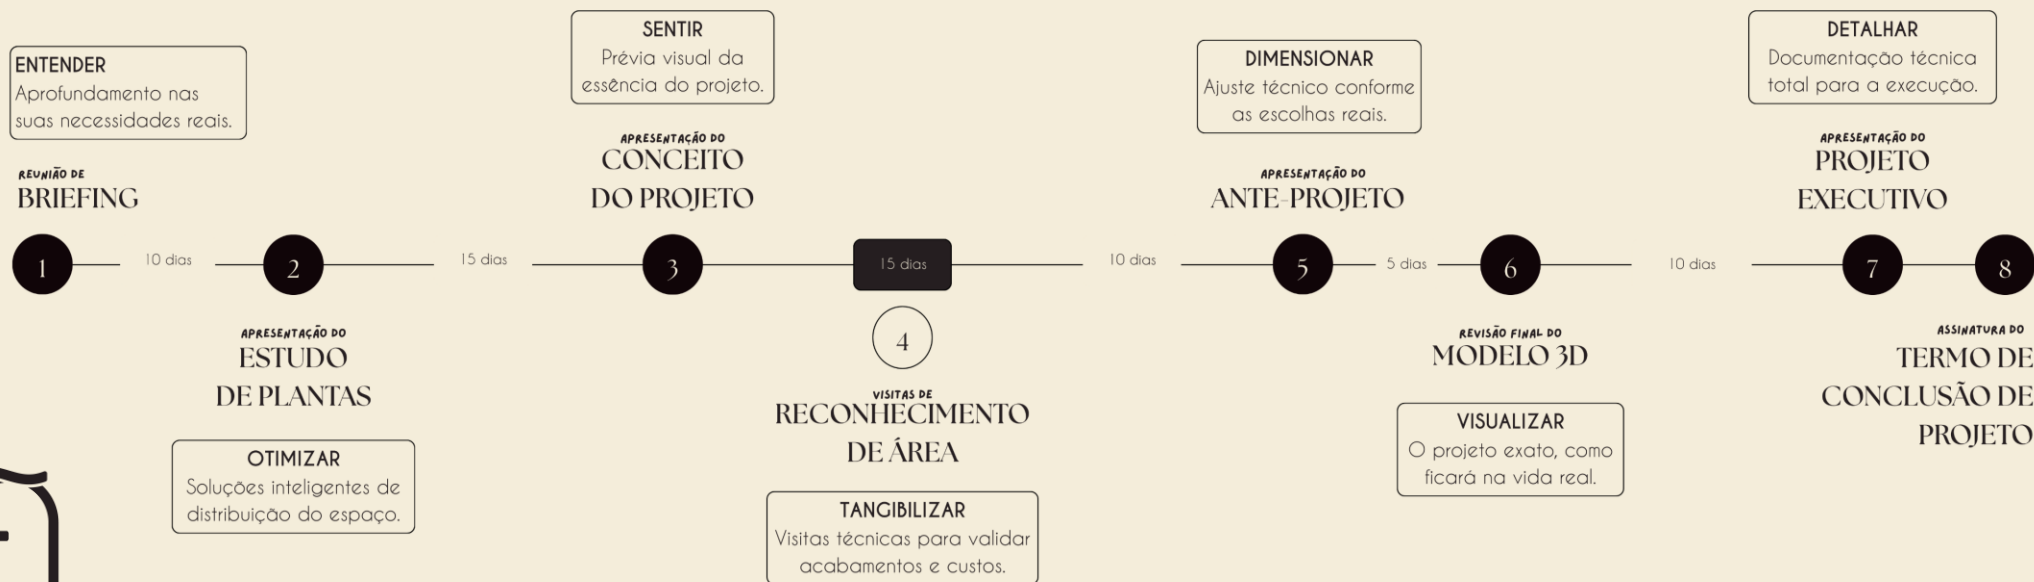 ENTENDER
Aprofundamento nas
suas necessidades reais.
REUNIÃO DE
BRIEFING
1
10 dias
2
APRESENTAÇÃO DO
ESTUDO
DE PLANTAS
OTIMIZAR
Soluções inteligentes de
distribuição do espaço.
15 dias
SENTIR
Prévia visual da
essência do projeto.
APRESENTAÇÃO DO
CONCEITO
DO PROJETO
3
15 dias
4
VISITAS DE
RECONHECIMENTO
DE ÁREA
TANGIBILIZAR
Visitas técnicas para validar
acabamentos e custos.
10 dias
DIMENSIONAR
Ajuste técnico conforme
as escolhas reais.
APRESENTAÇÃO DO
ANTE-PROJETO
5
5 dias
6
REVISÃO FINAL DO
MODELO 3D
VISUALIZAR
O projeto exato, como
ficará na vida real.
10 dias
DETALHAR
Documentação técnica
total para a execução.
APRESENTAÇÃO DO
PROJETO
EXECUTIVO
7
8
ASSINATURA DO
TERMO DE
CONCLUSÃO DE
PROJETO